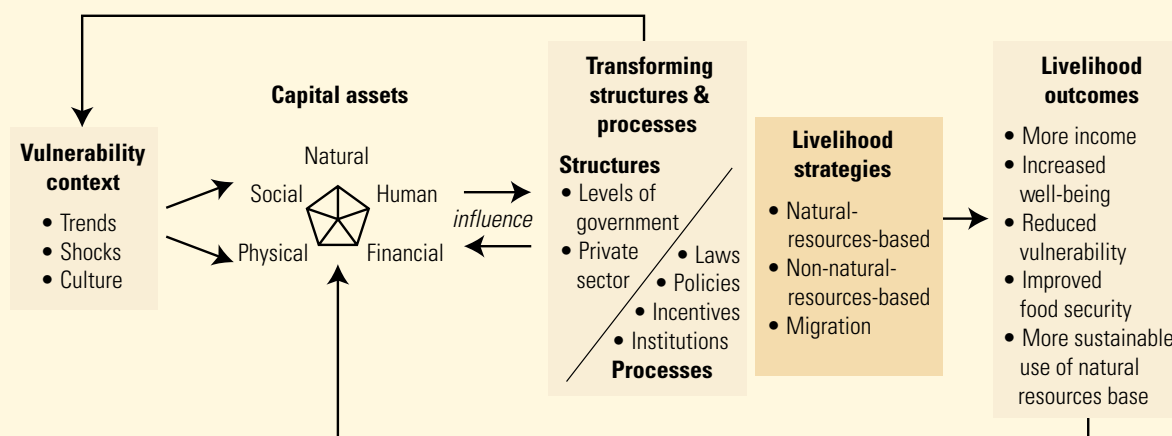 Vulnerability
context
• Trends
• Shocks
• Culture
Capital assets
Natural
Social
Human
Physical
Financial
influence
Transforming
structures &
processes
Structures
• Levels of
government
• Private
sector
• Laws
• Policies
• Incentives
• Institutions
Processes
Livelihood
strategies
• Natural-
resources-based
• Non-natural-
resources-based
• Migration
Livelihood
outcomes
• More income
• Increased
well-being
• Reduced
vulnerability
• Improved
food security
• More sustainable
use of natural
resources base